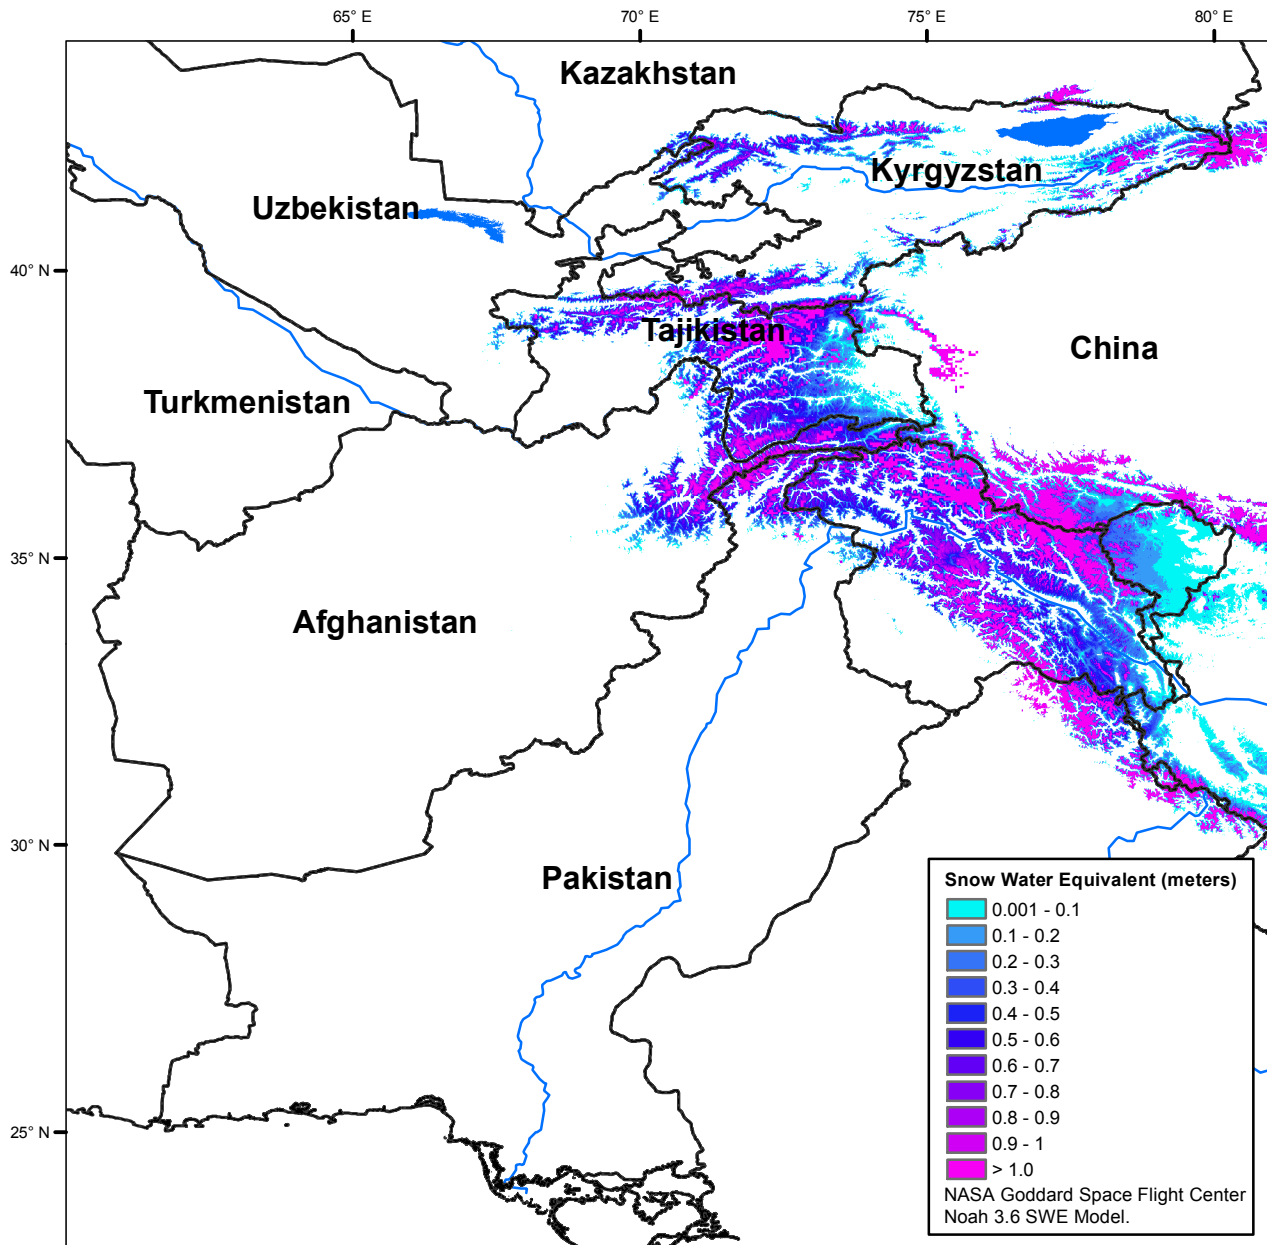 65° E
70° E
75° E
80° E
Kazakhstan
Kyrgyzstan
Uzbekistan
40° N
Tajikistan
China
Turkmenistan
35° N
Afghanistan
30° N
Pakistan
25° N
Snow Water Equivalent (meters)
0.001 - 0.1
0.1 - 0.2
0.2 - 0.3
0.3 - 0.4
0.4 - 0.5
0.5 - 0.6
0.6 - 0.7
0.7 - 0.8
0.8 - 0.9
0.9 - 1
> 1.0
NASA Goddard Space Flight Center
Noah 3.6 SWE Model.